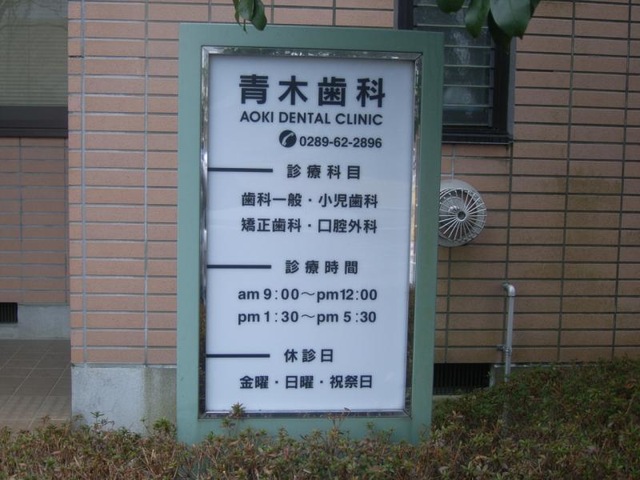 青木歯科
AOKI DENTAL CLINIC
0289-62-2896
診療科目
歯科一般・小児歯科
矯正歯科・口腔外科
診療時間
am 9:00〜pm12:00
pm 1:30〜pm 5:30
休診日
金曜・日曜・祝祭日